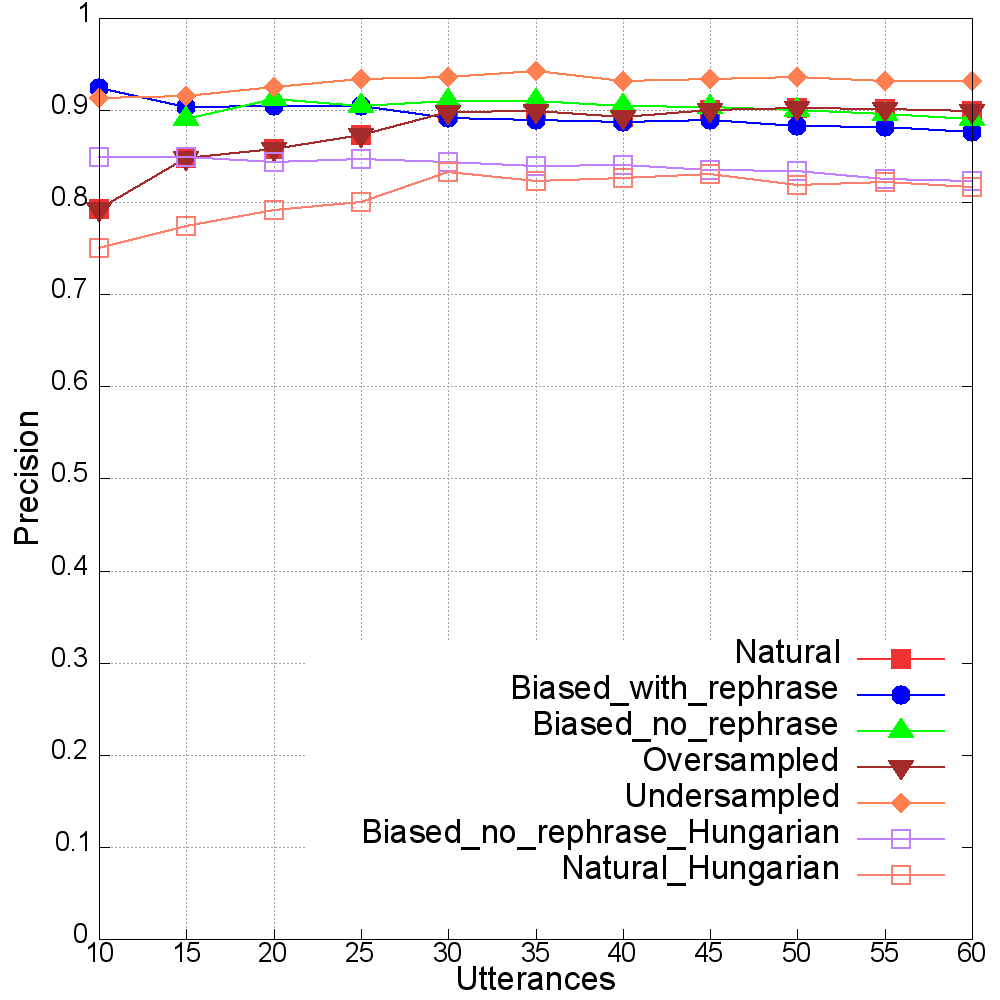 1
0.9
0.8
0.7
0.6
0.5
0.4
0.3
0.2
0.1
0
Precision
10 15 20 25 30 35 40 45 50 55 60
Utterances
Natural
Biased_with_rephrase
Biased_no_rephrase
Oversampled
Undersampled
Biased_no_rephrase_Hungarian
Natural_Hungarian